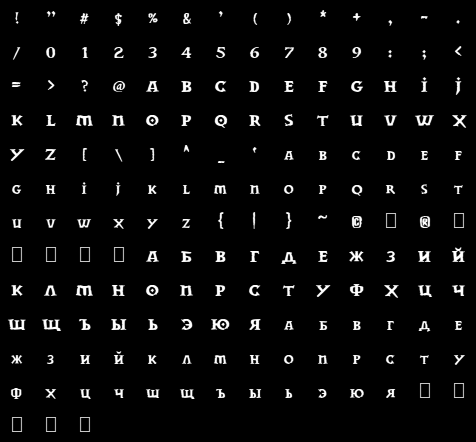 ! " # $ % & ' ( ) * + , - .
/ 0 1 2 3 4 5 6 7 8 9 : ; <
= > ? @ A B C D E F G H I J
K L M N O P Q R S T U V W X
Y Z [ \ ] ^ _ ' A B C D E F
G H I J K L M N O P Q R S T
U V W X Y Z { | } ~ © ®
А Б В Г Д Е Ж З И Й
К Л М Н О П Р С Т У Ф Х Ц Ч
Ш Щ Ъ Ы Ь Э Ю Я А Б В Г Д Е
Ж З И Й К Л М Н О П Р С Т У
Ф Х Ц Ч Ш Щ Ъ Ы Ь Э Ю Я